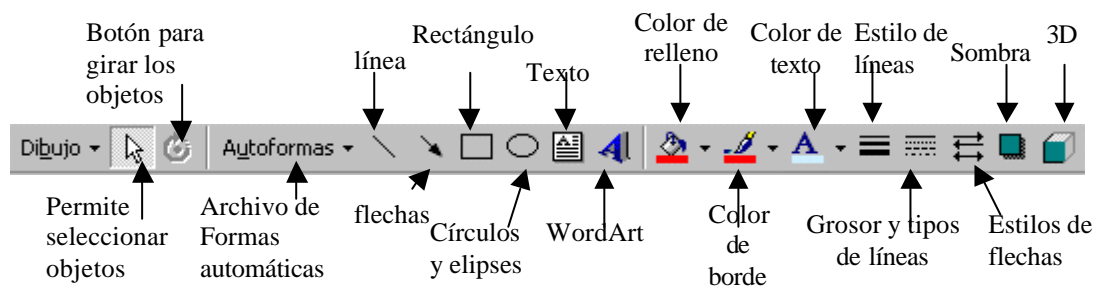 Botón para
girar los
objetos
línea
Rectángulo
Texto
Color de
relleno
Color de
texto
Estilo de
líneas
Sombra
3D
Dibujo
Autoformas
A
A
Permite
seleccionar
objetos
Archivo de
Formas
automáticas
flechas
Círculos
y elipses
WordArt
Color
de
borde
Grosor y tipos
de líneas
Estilos de
flechas